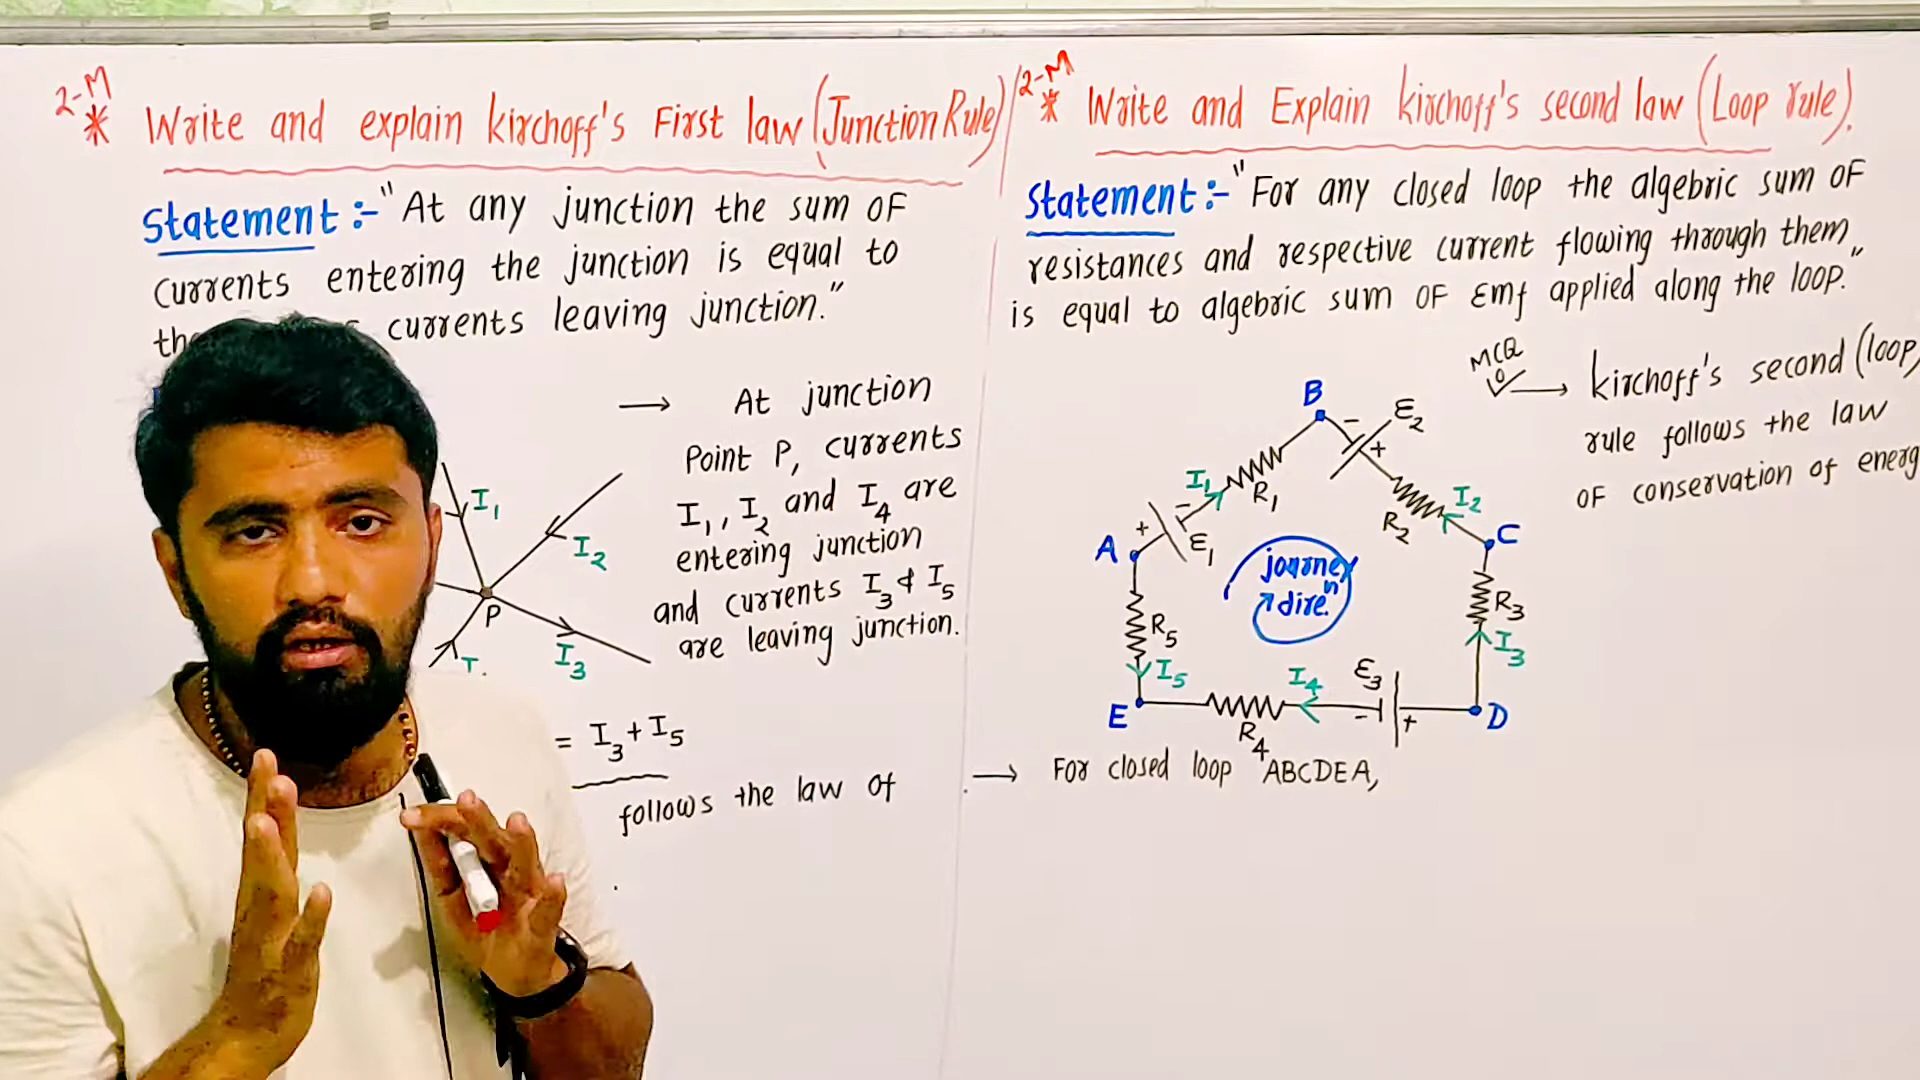 2-M
* Write and explain kirchoff's First law (Junction Rule)
Statement :- "At any junction the sum of
currents entering the junction is equal to
the currents leaving junction."
I1
I2
P
I3
→ At junction
Point P, currents
I1, I2 and I4 are
entering junction
and currents I3 & I5
are leaving junction.
= I3 + I5
follows the law of
2-M
* Write and Explain kirchoff's second law (Loop rule).
Statement :- "For any closed loop the algebric sum of
resistances and respective current flowing through them
is equal to algebric sum of Emf applied along the loop."
MCQ
→ kirchoff's second (loop)
rule follows the law
of conservation of energ
B
- +
ε2
I1
R1
R2
I2
C
A
+ -
ε1
journey
diren
R3
I3
R5
I5
I4
ε3
- +
E
R4
D
→ For closed loop ABCDEA,